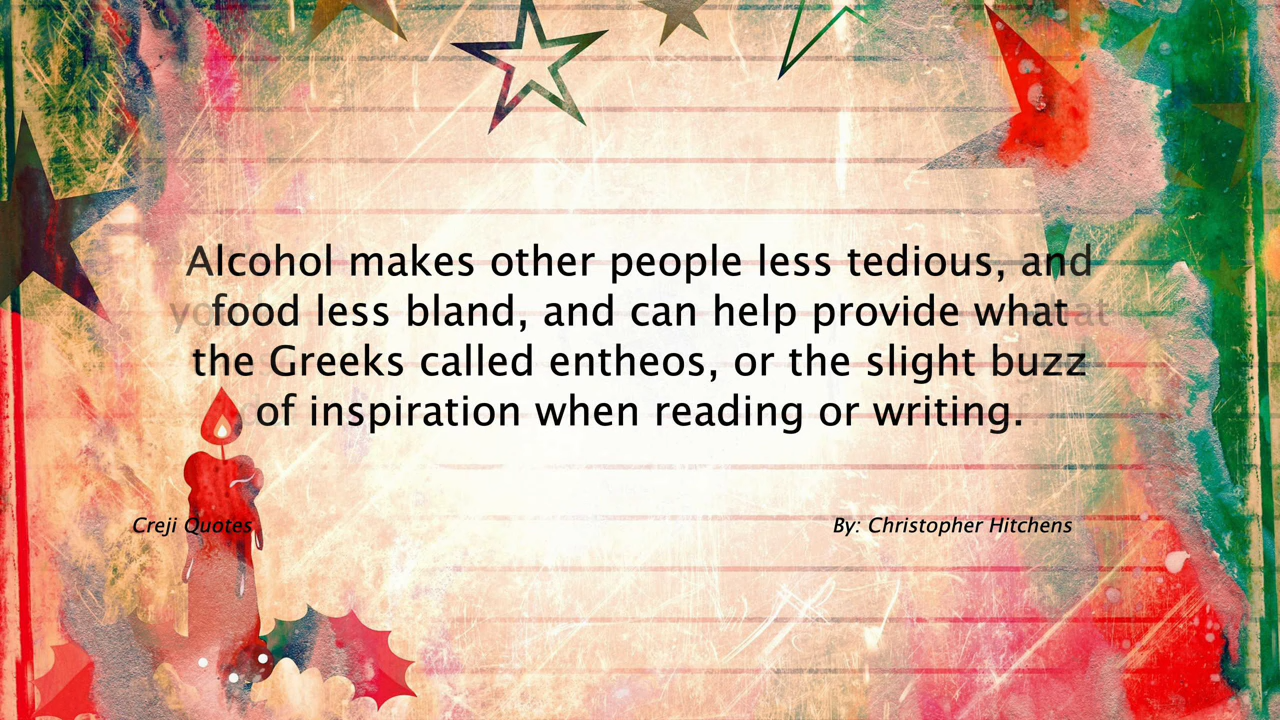 Alcohol makes other people less tedious, and
food less bland, and can help provide what
the Greeks called entheos, or the slight buzz
of inspiration when reading or writing.
Creji Quotes
By: Christopher Hitchens